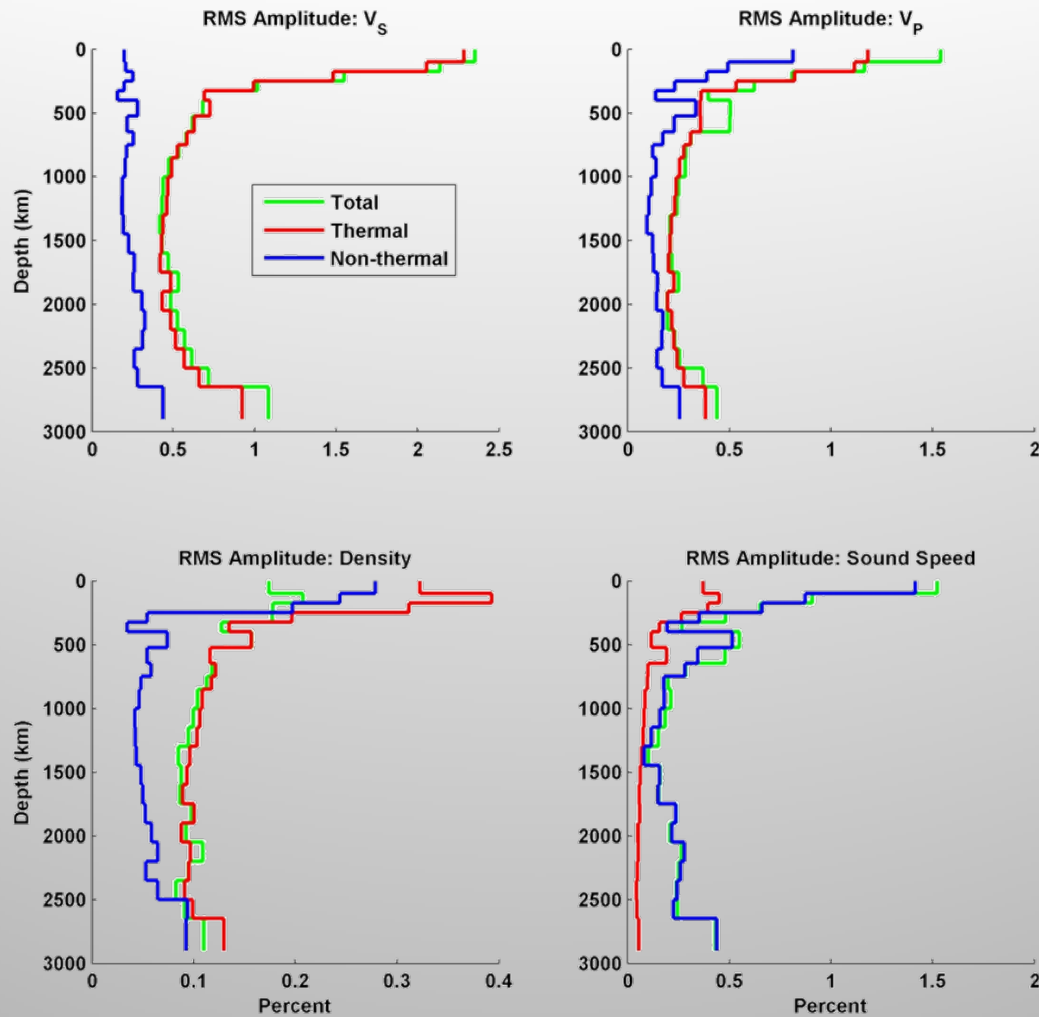 RMS Amplitude: V_S
RMS Amplitude: V_P
0
500
1000
1500
2000
2500
3000
Depth (km)
0 0.5 1 1.5 2 2.5
Total
Thermal
Non-thermal
0
500
1000
1500
2000
2500
3000
0 0.5 1 1.5 2
RMS Amplitude: Density
RMS Amplitude: Sound Speed
0
500
1000
1500
2000
2500
3000
Depth (km)
0 0.1 0.2 0.3 0.4
Percent
0
500
1000
1500
2000
2500
3000
0 0.5 1 1.5 2
Percent